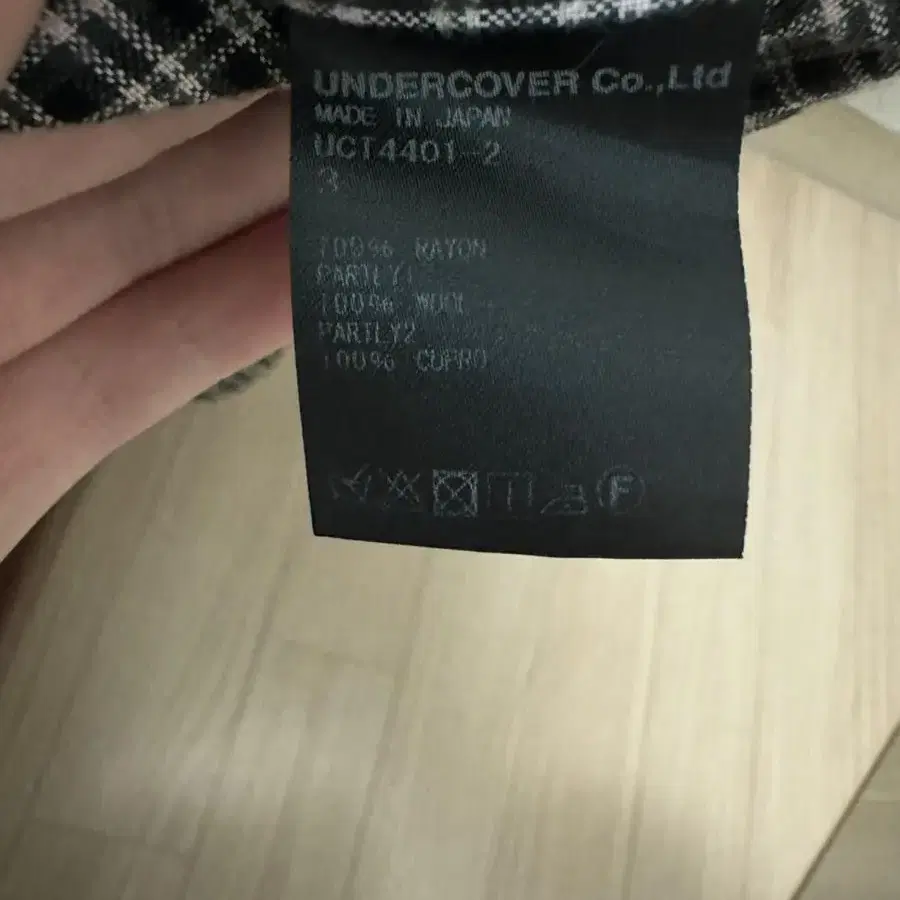 UNDERCOVER Co.,Ltd
MADE IN JAPAN
UCT4401-2
3
100% RAYON
PARTLY1
100% WOOL
PARTLY2
100% CUPRO
F